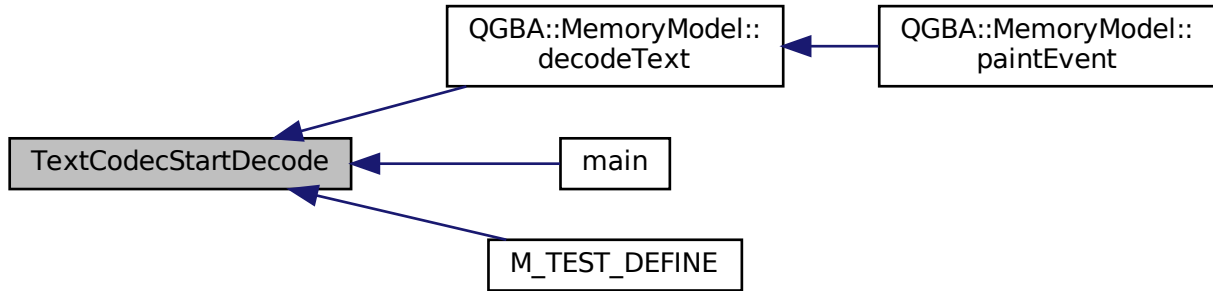 QGBA::MemoryModel::
decodeText
QGBA::MemoryModel::
paintEvent
TextCodecStartDecode
main
M_TEST_DEFINE